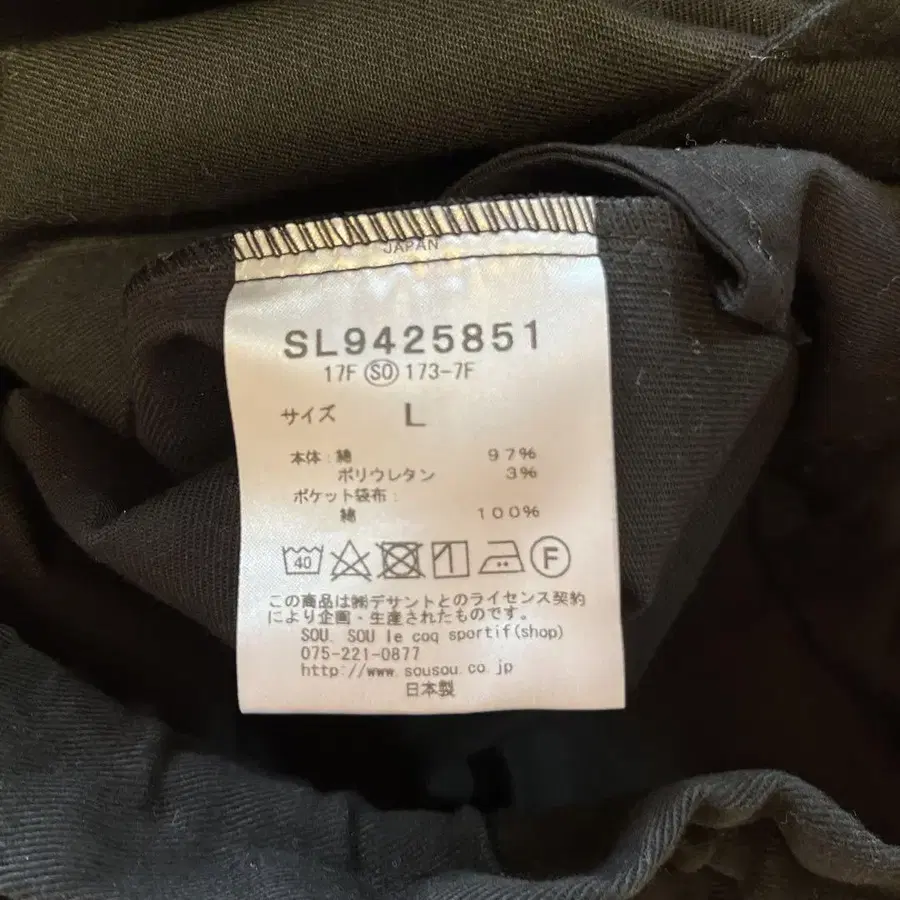 JAPAN
SL9425851
17F SO 173-7F
サイズ L
本体:綿 97%
ポリウレタン 3%
ポケット袋布:
綿 100%
40 F
この商品は㈱デサントとのライセンス契約
により企画・生産されたものです。
SOU. SOU le coq sportif(shop)
075-221-0877
http://www.sousou.co.jp
日本製